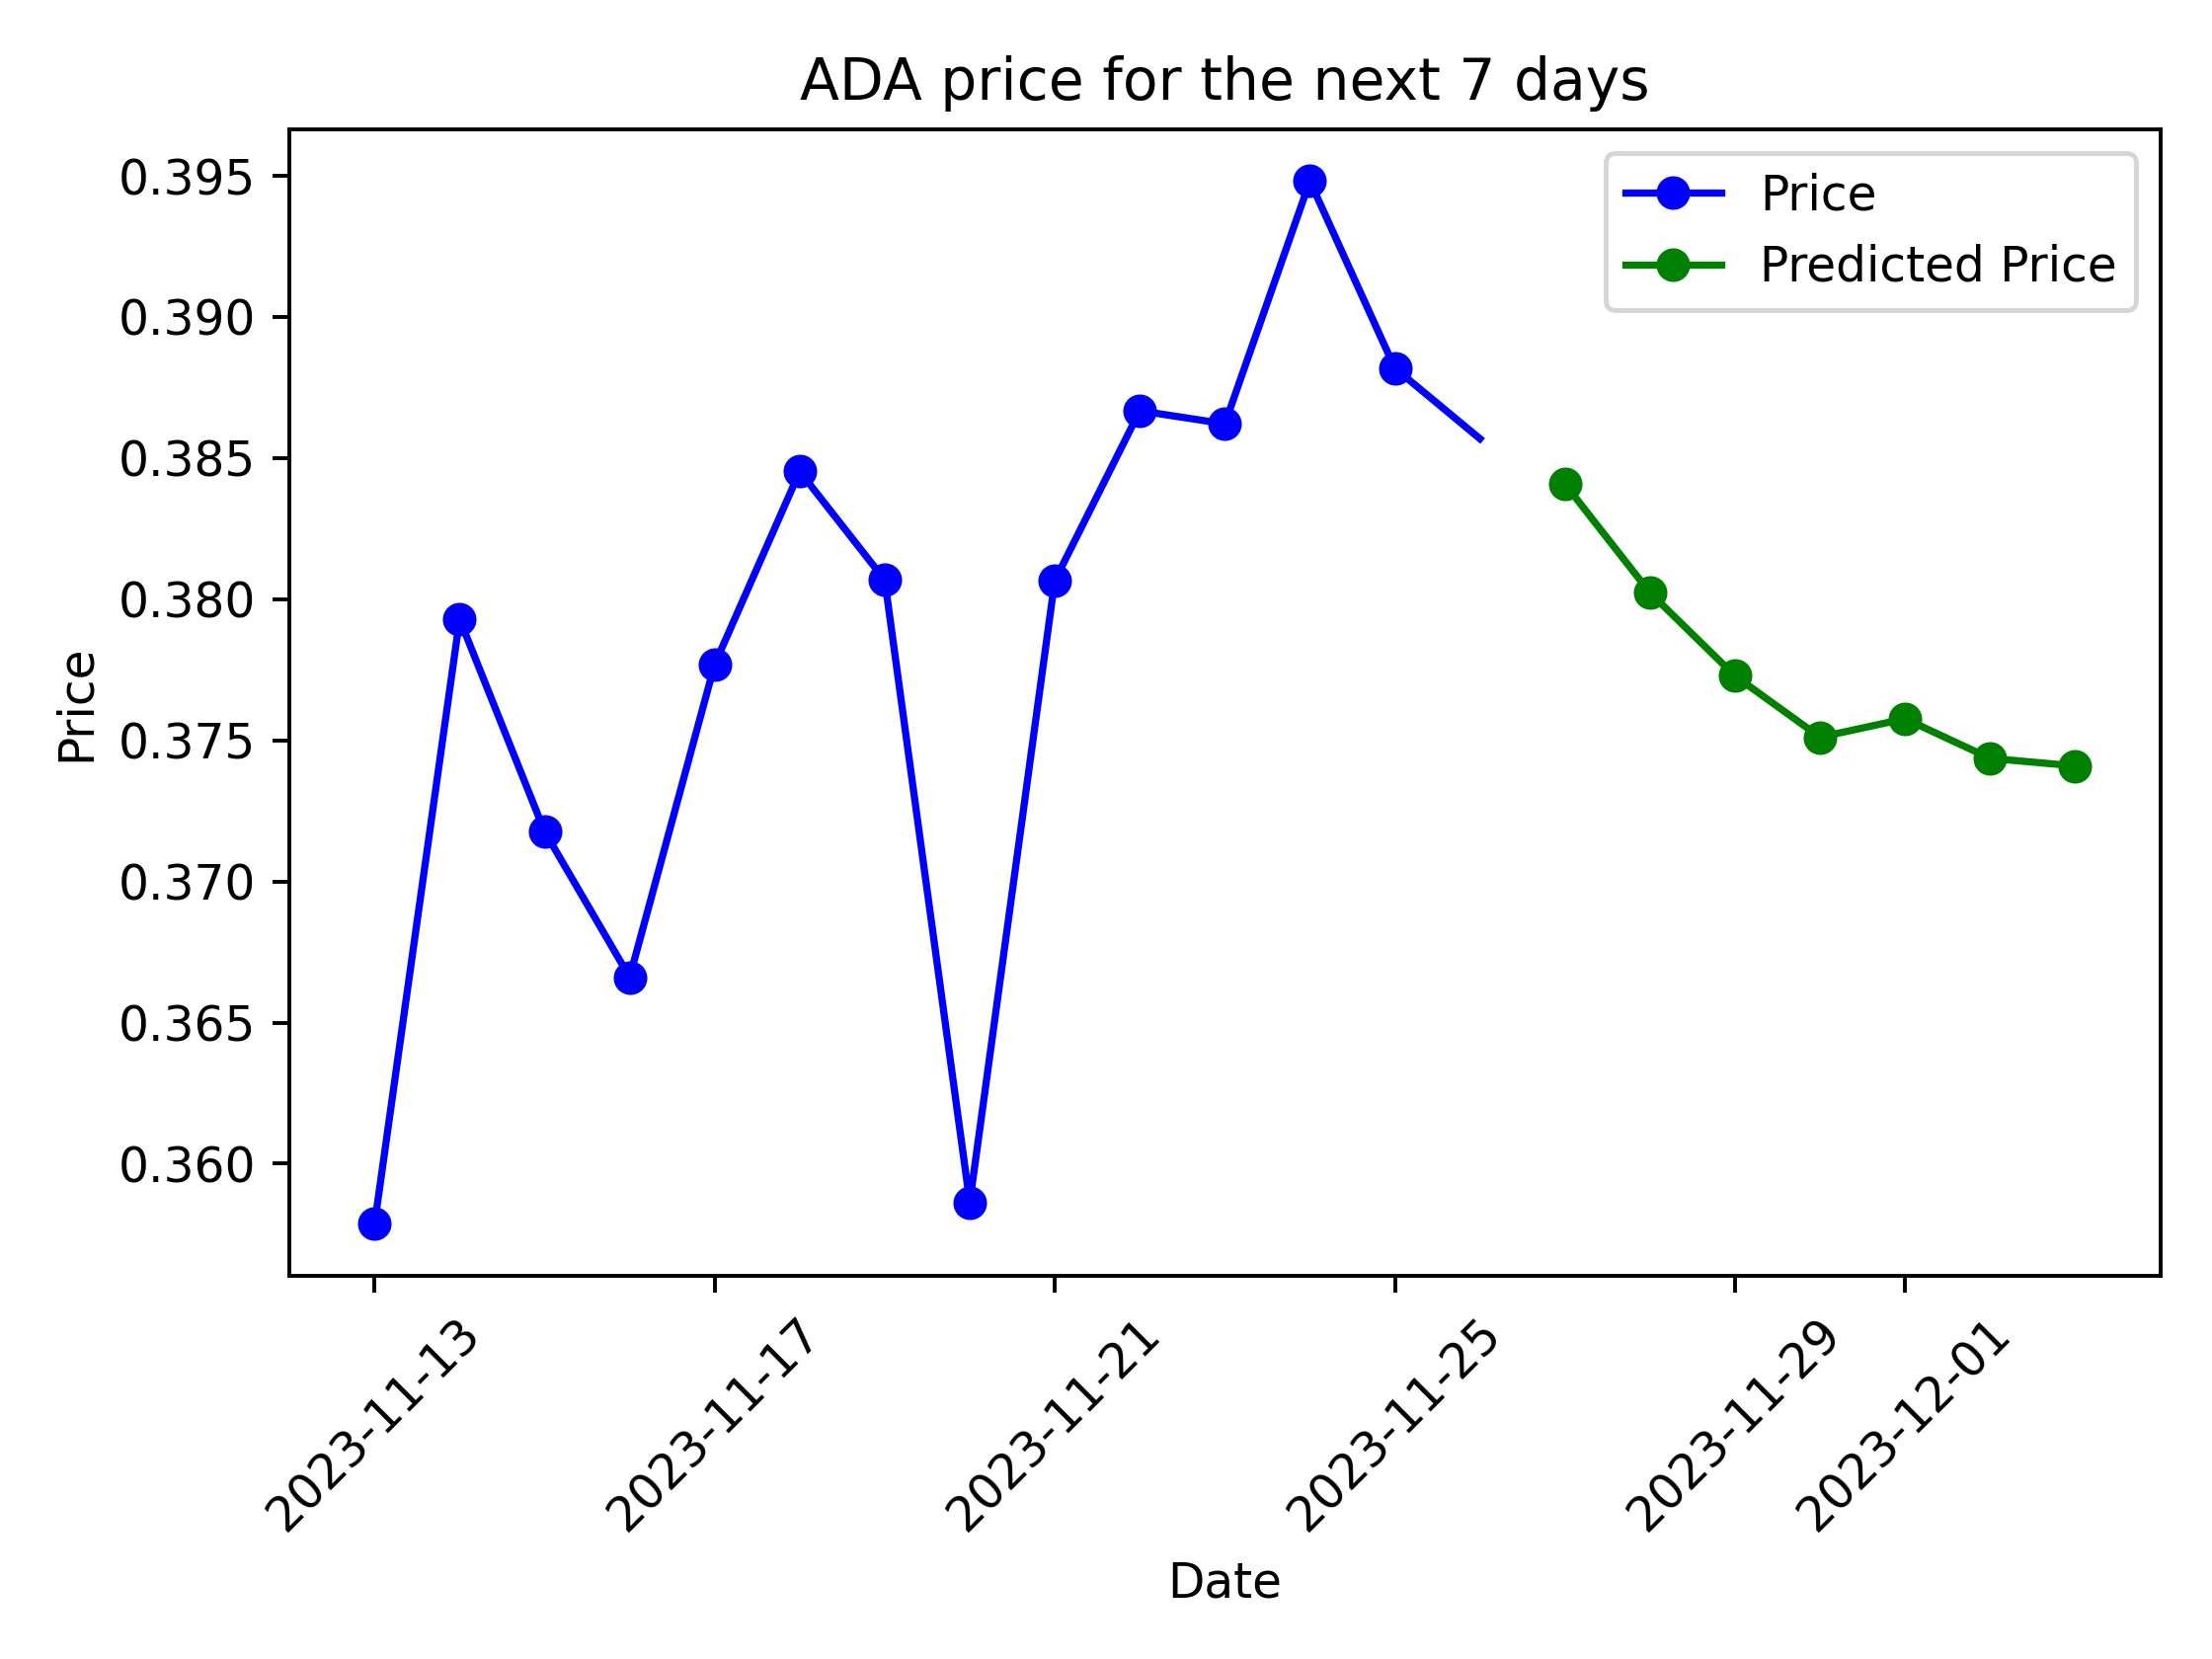 ADA price for the next 7 days
Price
Predicted Price
0.395
0.390
0.385
0.380
0.375
0.370
0.365
0.360
Price
2023-11-13
2023-11-17
2023-11-21
2023-11-25
2023-11-29
2023-12-01
Date